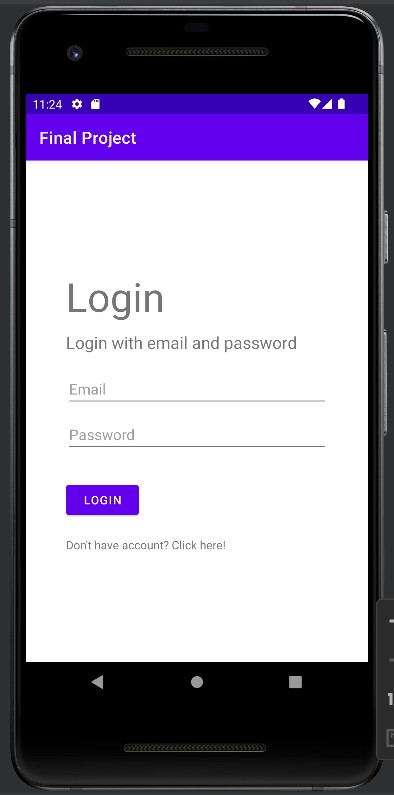 11:24
Final Project
Login
Login with email and password
Email
Password
LOGIN
Don't have account? Click here!